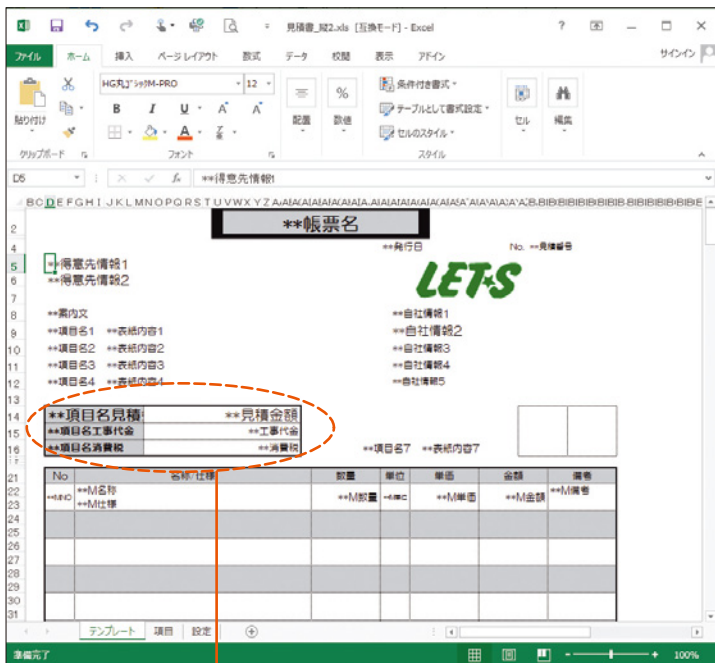 見積書_縦2.xls [互換モード] - Excel
ファイル ホーム 挿入 ページレイアウト 数式 データ 校閲 表示 アドイン サインイン
HG丸ｺﾞｼｯｸM-PRO 12
B I U A A
貼り付け
配置 数値
条件付き書式
テーブルとして書式設定
セルのスタイル
セル 編集
クリップボード フォント スタイル
D5 fx **得意先情報1
**帳票名
**発行日 No. **見積番号
**得意先情報1
**得意先情報2
LET'S
**案内文 **自社情報1
**項目名1 **表紙内容1 **自社情報2
**項目名2 **表紙内容2 **自社情報3
**項目名3 **表紙内容3 **自社情報4
**項目名4 **表紙内容4 **自社情報5
**項目名見積 **見積金額
**項目名工事代金 **工事代金
**項目名消費税 **消費税 **項目名7 **表紙内容7
No 名称/仕様 数量 単位 単価 金額 備考
**MNO **M名称 **M数量 **M単価 **M金額 **M備考
**M仕様
テンプレート 項目 設定
準備完了 100%